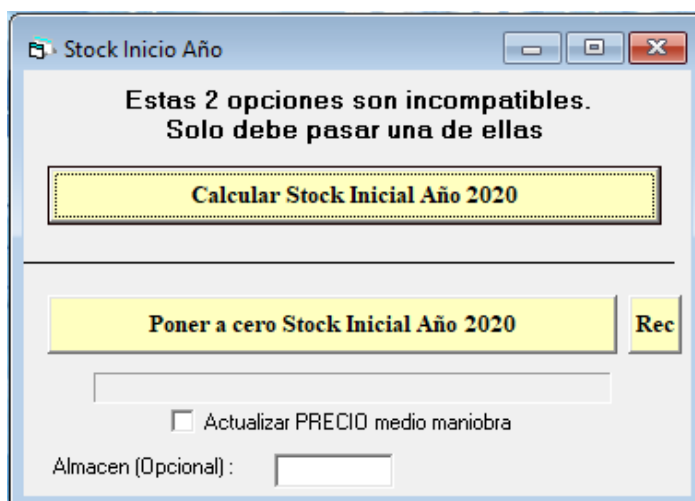 Stock Inicio Año
Estas 2 opciones son incompatibles.
Solo debe pasar una de ellas
Calcular Stock Inicial Año 2020
Poner a cero Stock Inicial Año 2020 Rec
Actualizar PRECIO medio maniobra
Almacen (Opcional) :